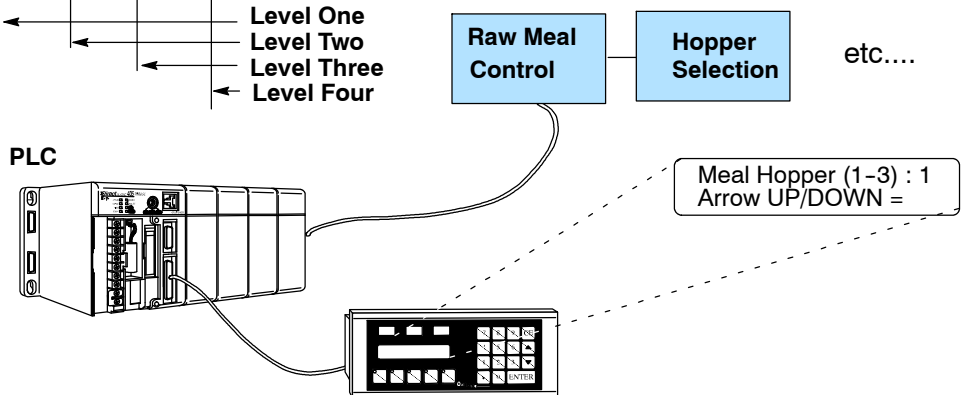 Level One
Level Two
Level Three
Level Four
Raw Meal
Control
Hopper
Selection
etc....
PLC
Meal Hopper (1-3) : 1
Arrow UP/DOWN =
CE
ENTER